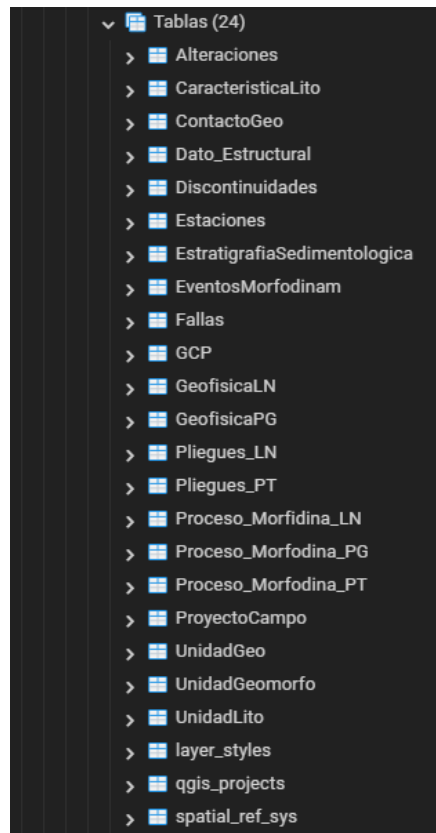 Tablas (24)
Alteraciones
CaracteristicaLito
ContactoGeo
Dato_Estructural
Discontinuidades
Estaciones
EstratigrafiaSedimentologica
EventosMorfodinam
Fallas
GCP
GeofisicaLN
GeofisicaPG
Pliegues_LN
Pliegues_PT
Proceso_Morfidina_LN
Proceso_Morfodina_PG
Proceso_Morfodina_PT
ProyectoCampo
UnidadGeo
UnidadGeomorfo
UnidadLito
layer_styles
qgis_projects
spatial_ref_sys